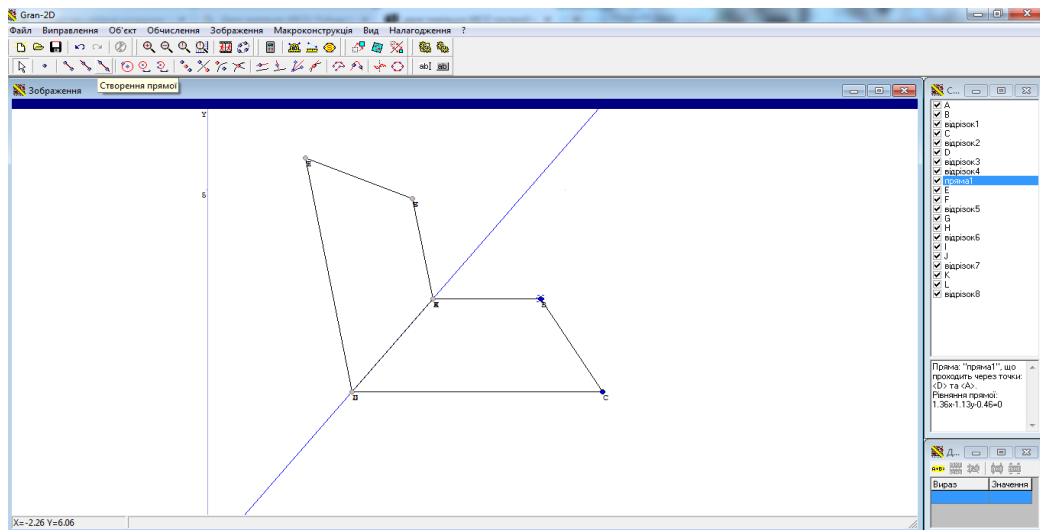 Gran-2D
Файл Виправлення Об'єкт Обчислення Зображення Макроконструкція Вид Налагодження ?
abI ab|
Створення прямої
Зображення
С...
Y
5
B
C
A
B
відрізок1
C
відрізок2
D
відрізок3
відрізок4
пряма1
E
F
відрізок5
G
H
відрізок6
I
J
відрізок7
K
L
відрізок8
Пряма: "пряма1", що
проходить через точки:
<D> та <A>.
Рівняння прямої:
1.36x-1.13y-0.46=0
Д...
Вираз Значення
X=-2.26 Y=6.06